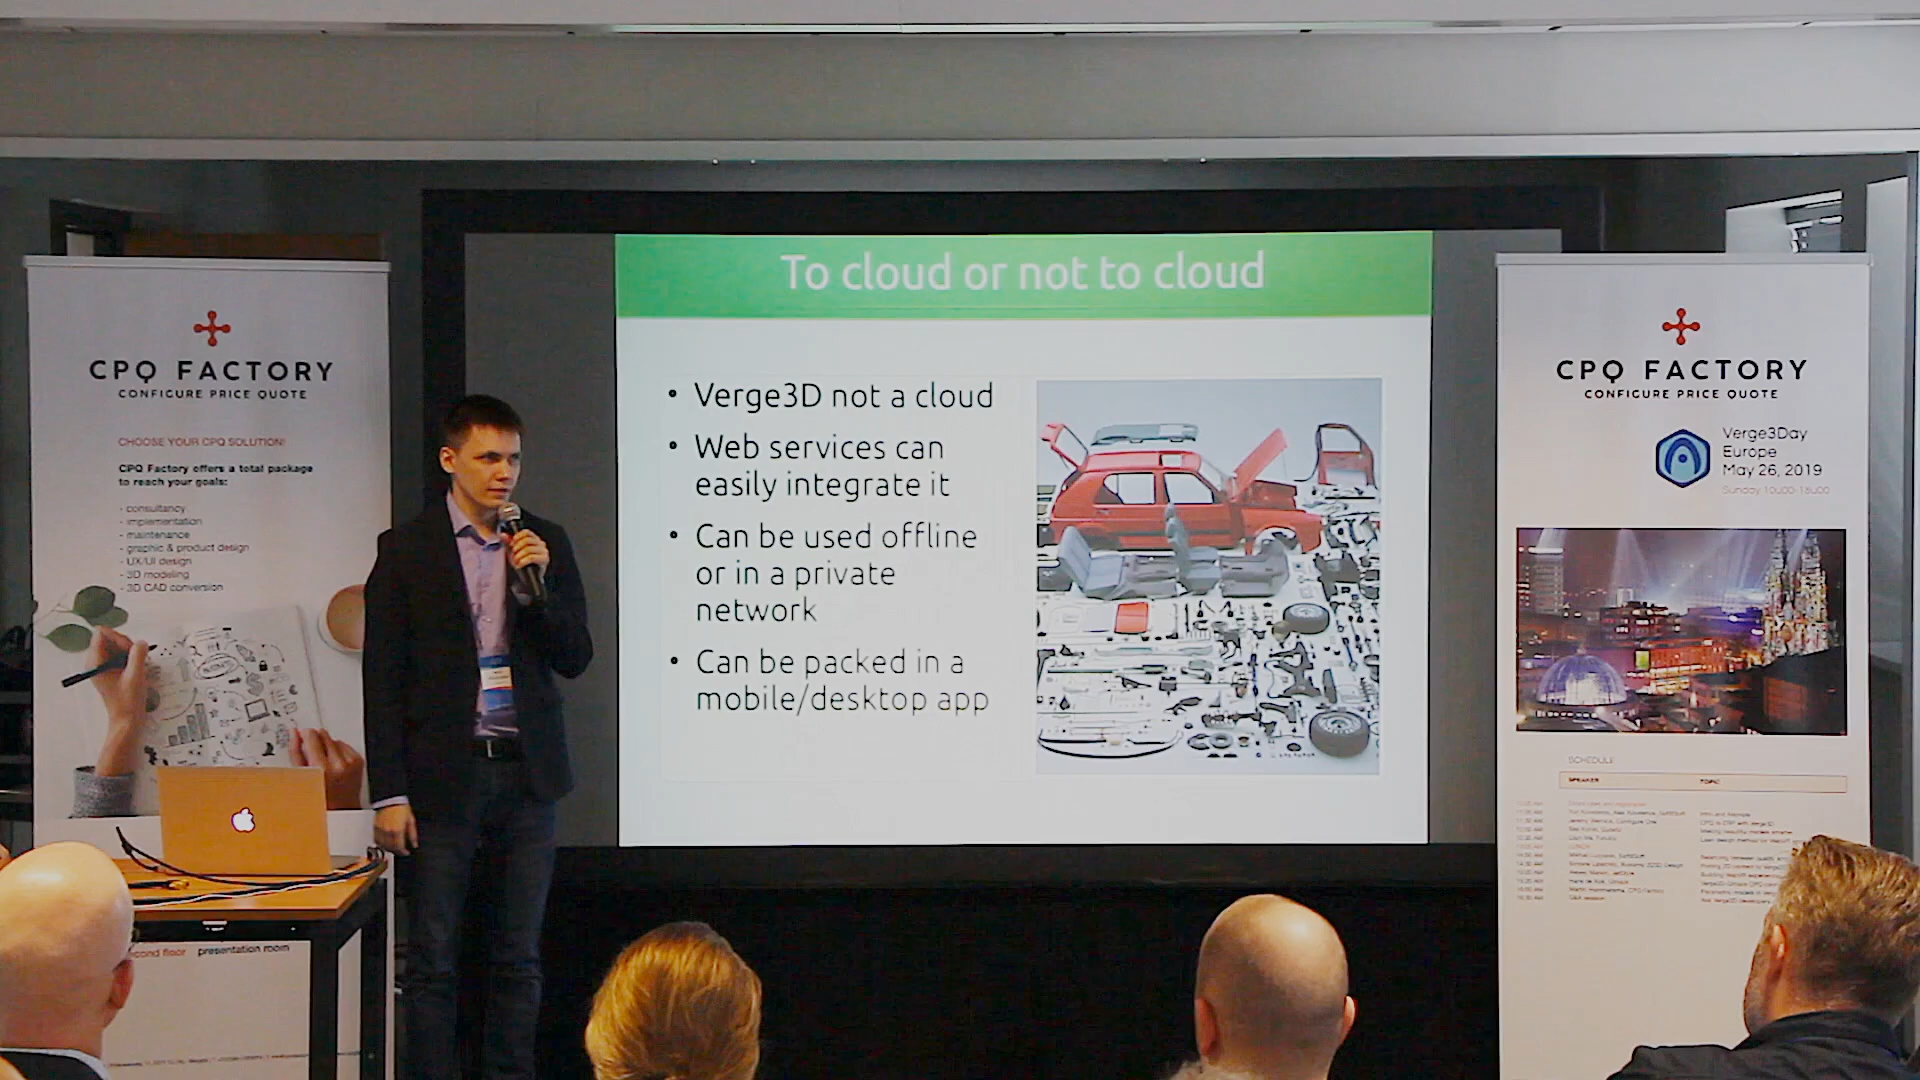 To cloud or not to cloud
• Verge3D not a cloud
• Web services can
easily integrate it
• Can be used offline
or in a private
network
• Can be packed in a
mobile/desktop app
CPQ FACTORY
CONFIGURE PRICE QUOTE
CHOOSE YOUR CPQ SOLUTION!
CPQ Factory offers a total package
to reach your goals:
- consultancy
- implementation
- maintenance
- graphic & product design
- UX/UI design
- 3D modeling
- 3D CAD conversion
floor presentation room
CPQ FACTORY
CONFIGURE PRICE QUOTE
Verge3Day
Europe
May 26, 2019
Sunday 10u00-18u00
SCHEDULE
SPEAKER TOPIC